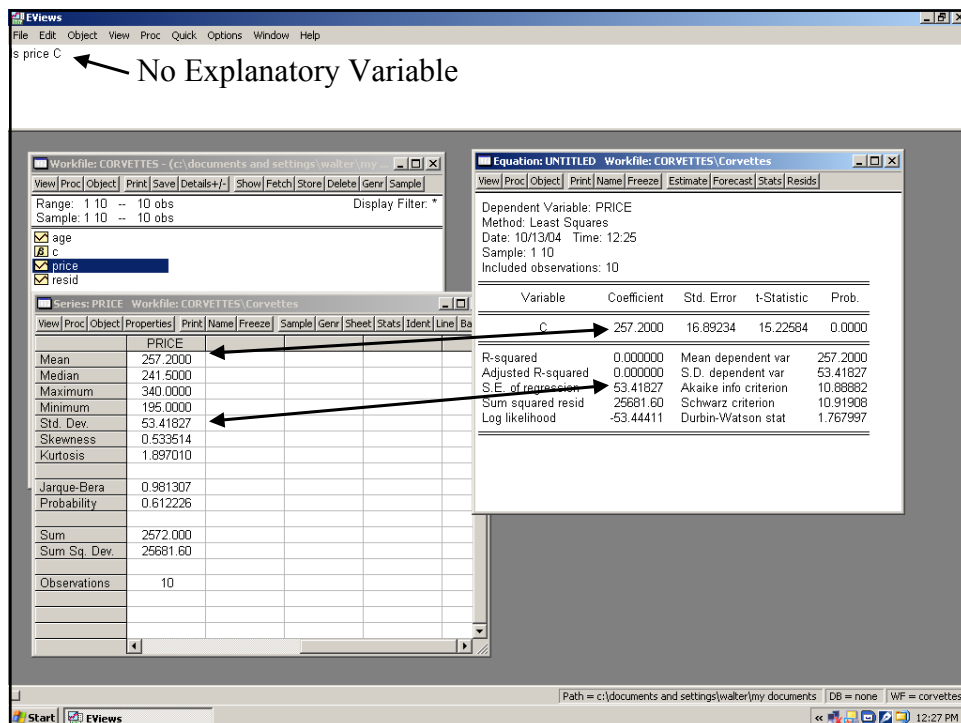 EViews
File Edit Object View Proc Quick Options Window Help
ls price C
No Explanatory Variable
Workfile: CORVETTES - (c:\documents and settings\walter\my ...
View Proc Object Print Save Details+/- Show Fetch Store Delete Genr Sample
Range: 1 10 -- 10 obs Display Filter: *
Sample: 1 10 -- 10 obs
age
β c
price
resid
Series: PRICE Workfile: CORVETTES\Corvettes
View Proc Object Properties Print Name Freeze Sample Genr Sheet Stats Ident Line Ba
PRICE
Mean 257.2000
Median 241.5000
Maximum 340.0000
Minimum 195.0000
Std. Dev. 53.41827
Skewness 0.533514
Kurtosis 1.897010
Jarque-Bera 0.981307
Probability 0.612226
Sum 2572.000
Sum Sq. Dev. 25681.60
Observations 10
Equation: UNTITLED Workfile: CORVETTES\Corvettes
View Proc Object Print Name Freeze Estimate Forecast Stats Resids
Dependent Variable: PRICE
Method: Least Squares
Date: 10/13/04 Time: 12:25
Sample: 1 10
Included observations: 10
Variable Coefficient Std. Error t-Statistic Prob.
C 257.2000 16.89234 15.22584 0.0000
R-squared 0.000000 Mean dependent var 257.2000
Adjusted R-squared 0.000000 S.D. dependent var 53.41827
S.E. of regression 53.41827 Akaike info criterion 10.88882
Sum squared resid 25681.60 Schwarz criterion 10.91908
Log likelihood -53.44411 Durbin-Watson stat 1.767997
Path = c:\documents and settings\walter\my documents DB = none WF = corvettes
Start EViews « 12:27 PM